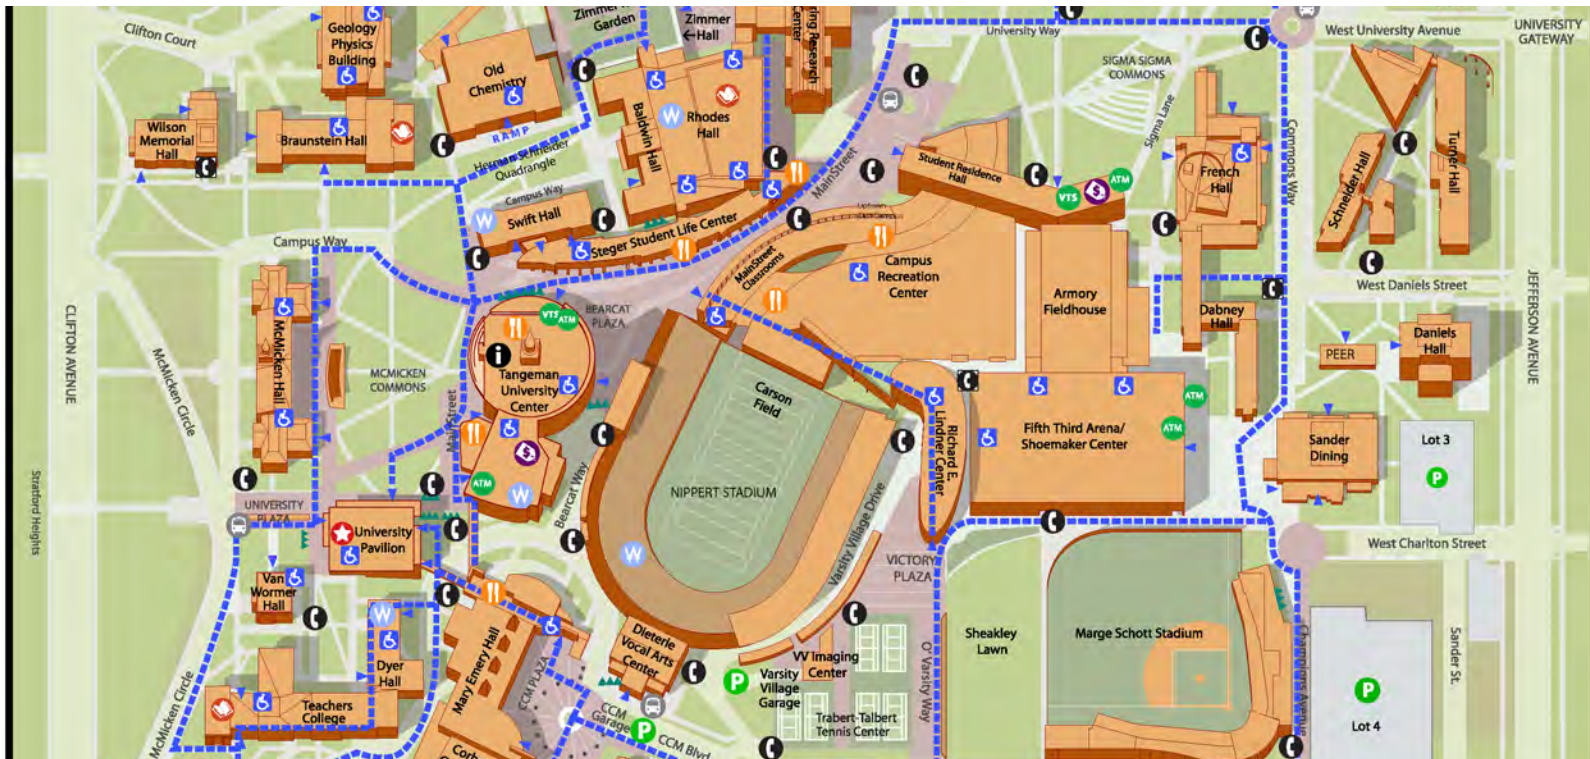 Clifton Court
Geology
Physics
Building
Zimmer
Garden
Zimmer
←Hall
Center
University Way
West University Avenue
UNIVERSITY
GATEWAY
Old
Chemistry
Wilson
Memorial
Hall
Braunstein Hall
RAMP
Herman Schneider
Quadrangle
Baldwin Hall
W
Rhodes
Hall
SIGMA SIGMA
COMMONS
Sigma Lane
Commons Way
Turner Hall
Schneider Hall
French
Hall
Student Residence
Hall
VTS
$
ATM
MainStreet
Campus Way
W
Swift Hall
Steger Student Life Center
Uptown
MainStreet
Classrooms
Campus
Recreation
Center
Campus Way
CLIFTON AVENUE
McMicken Hall
McMicken Circle
MCMICKEN
COMMONS
BEARCAT
PLAZA
VTS
ATM
i
Tangeman
University
Center
MainStreet
$
ATM
W
Armory
Fieldhouse
Dabney
Hall
West Daniels Street
JEFFERSON AVENUE
PEER
Daniels
Hall
Carson
Field
NIPPERT STADIUM
W
Bearcat Way
Varsity Village Drive
Richard E.
Lindner Center
Fifth Third Arena/
Shoemaker Center
ATM
ATM
Sander
Dining
Lot 3
P
Stratford Heights
UNIVERSITY
PLAZA
University
Pavilion
Van
Wormer
Hall
W
Dyer
Hall
Teachers
College
McMicken Circle
Mary Emery Hall
CCM PLAZA
Dieterle
Vocal Arts
Center
CCM
Garage
P
CCM Blvd
P
Varsity
Village
Garage
VV Imaging
Center
Trabert-Talbert
Tennis Center
VICTORY
PLAZA
O'Varsity Way
Sheakley
Lawn
Marge Schott Stadium
Champions Avenue
West Charlton Street
Sander St.
P
Lot 4